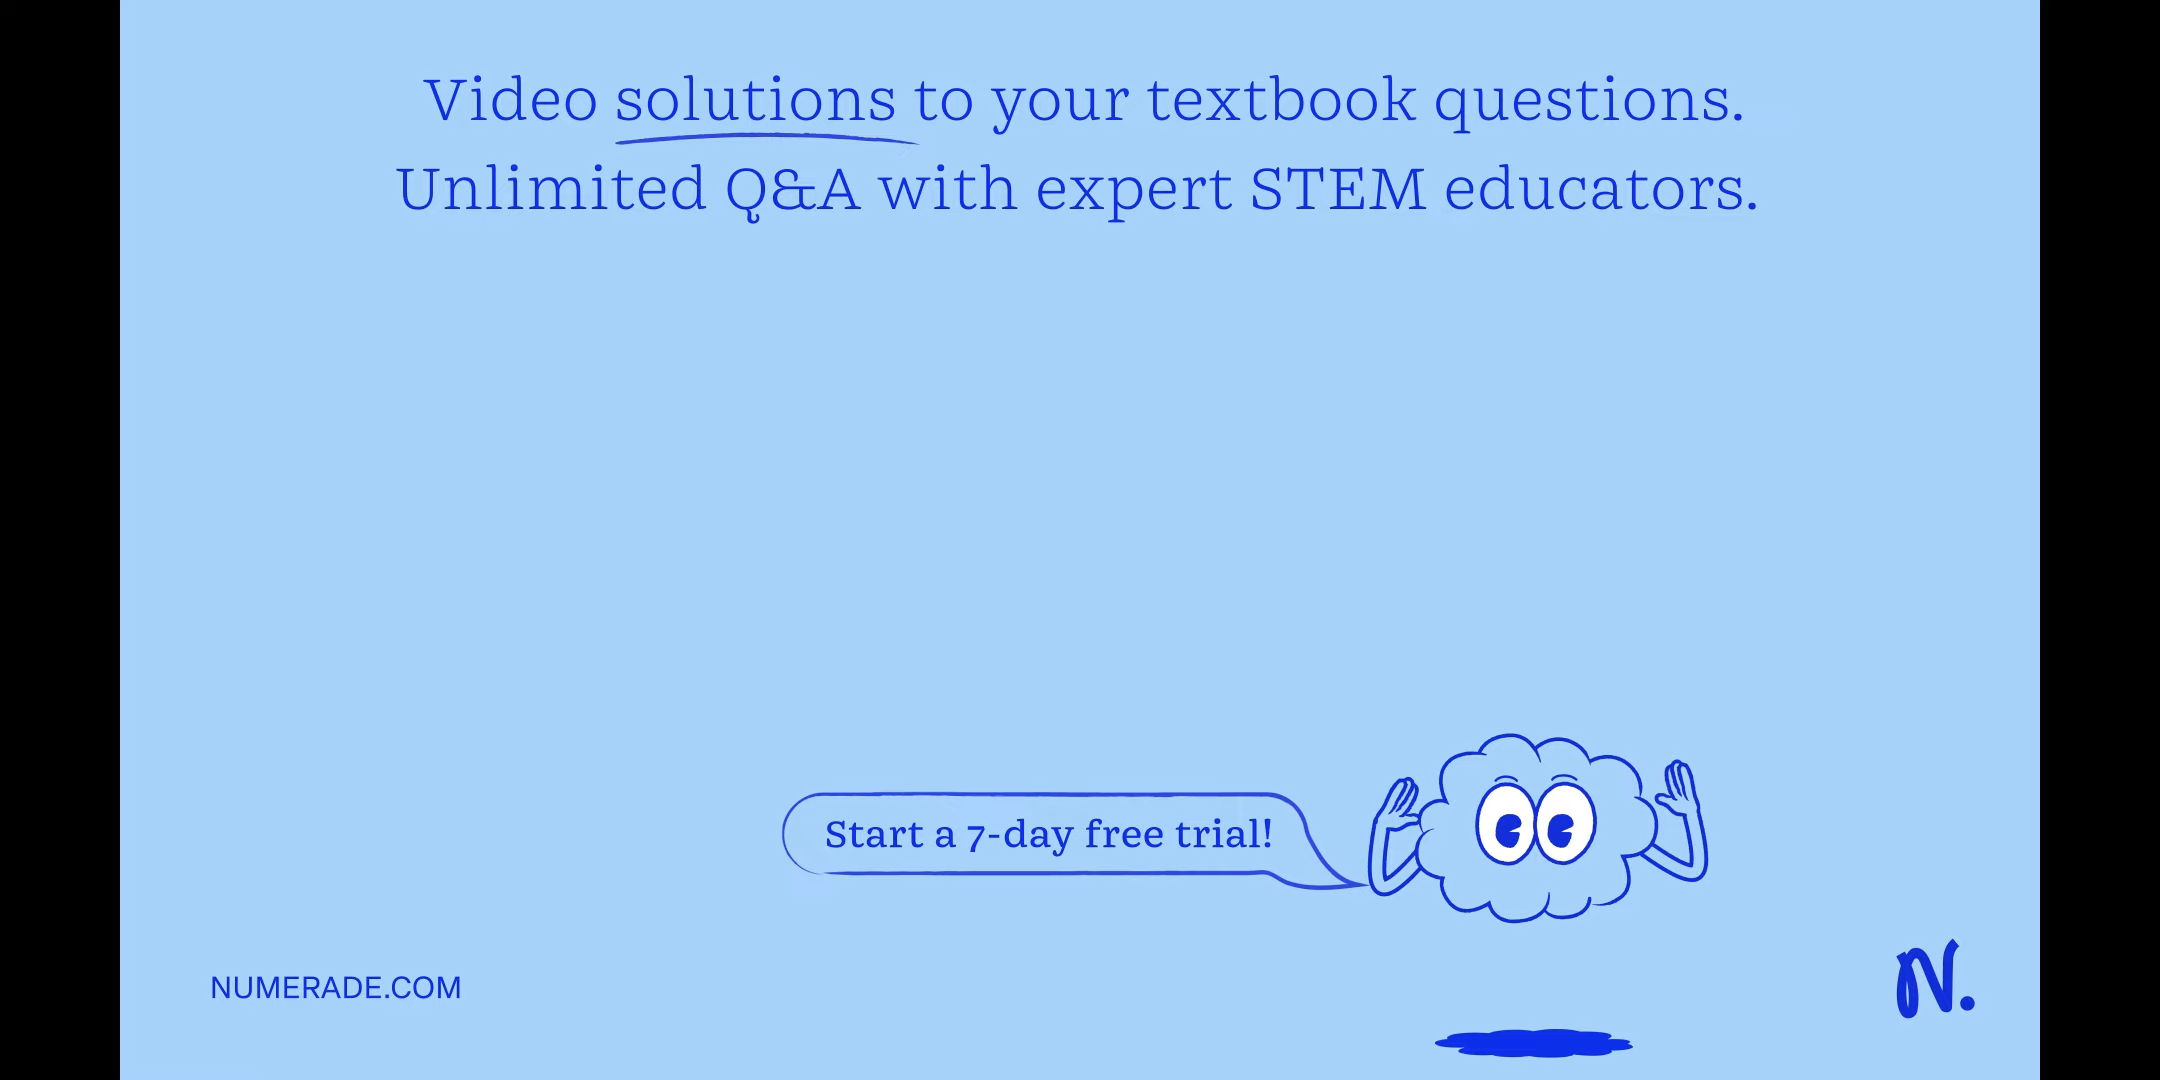 Video solutions to your textbook questions.
Unlimited Q&A with expert STEM educators.
Start a 7-day free trial!
NUMERADE.COM
N.